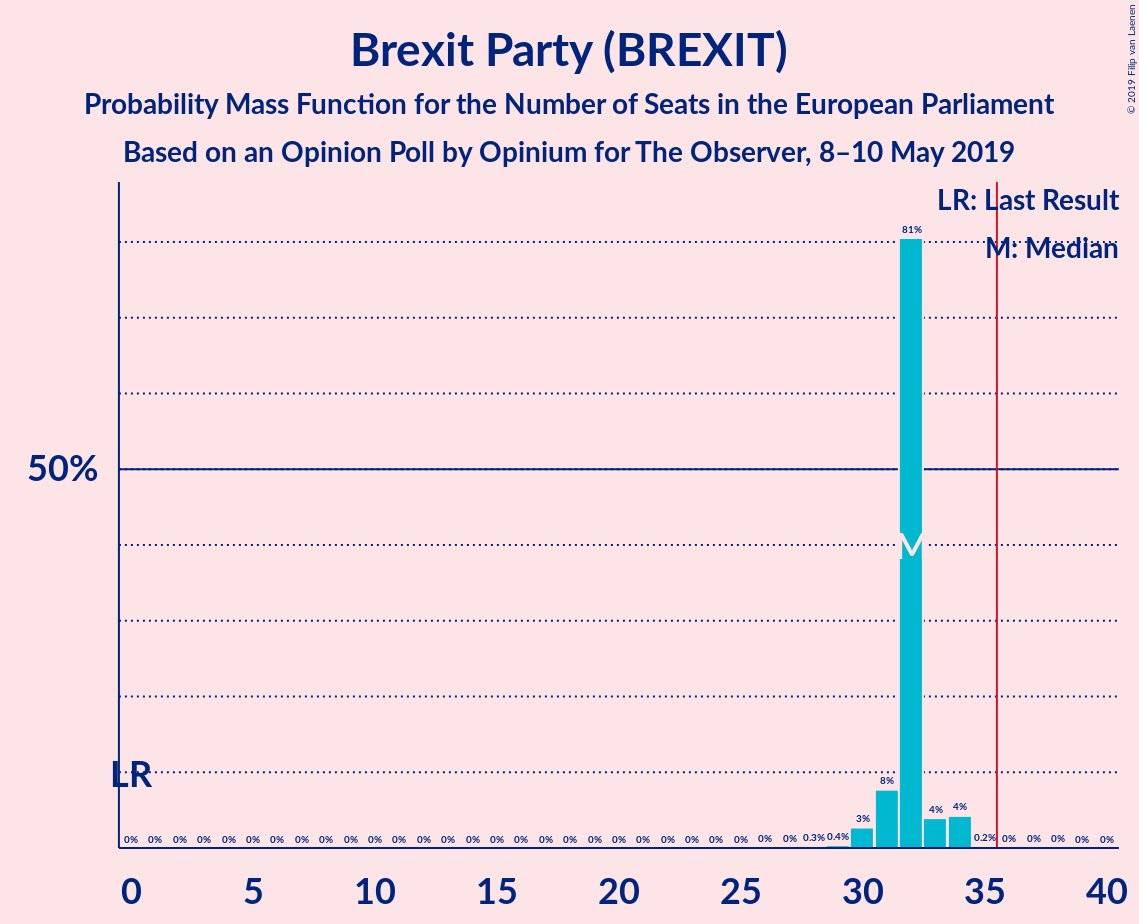 Brexit Party (BREXIT)
Probability Mass Function for the Number of Seats in the European Parliament
Based on an Opinion Poll by Opinium for The Observer, 8–10 May 2019
© 2019 Filip van Laenen
LR: Last Result
M: Median
81%
50%
M
LR
8%
4%
4%
3%
0% 0% 0% 0% 0% 0% 0% 0% 0% 0% 0% 0% 0% 0% 0% 0% 0% 0% 0% 0% 0% 0% 0% 0% 0% 0% 0% 0% 0.3% 0.4% 0.2% 0% 0% 0% 0% 0%
0 5 10 15 20 25 30 35 40